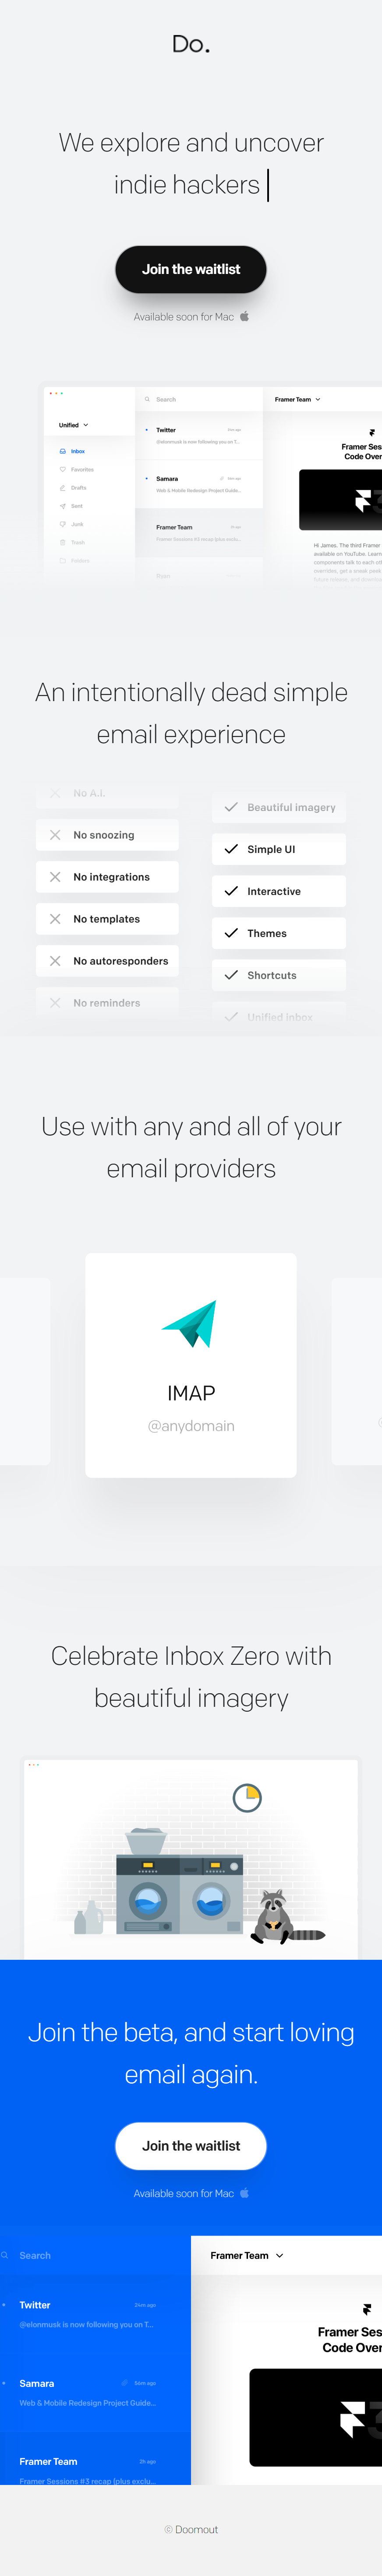 Do.
We explore and uncover
indie hackers
Join the waitlist
Available soon for Mac
Unified
Inbox
Favorites
Drafts
Sent
Junk
Trash
Folders
Search
Twitter
@elonmusk is now following you on T...
Samara
Web & Mobile Redesign Project Guide...
Framer Team
Framer Sessions #3 recap (plus exclu...
Framer Team
Framer Ses
Code Over
Hi James. The third Framer
available on YouTube. Learn
components talk to each oth
overrides, get a sneak peek
An intentionally dead simple
email experience
No A.I.
No snoozing
No integrations
No templates
No autoresponders
No reminders
Beautiful imagery
Simple UI
Interactive
Themes
Shortcuts
Unified inbox
Use with any and all of your
email providers
IMAP
@anydomain
Celebrate Inbox Zero with
beautiful imagery
Join the beta, and start loving
email again.
Join the waitlist
Available soon for Mac
Search
Twitter
24m ago
@elonmusk is now following you on T...
Samara
56m ago
Web & Mobile Redesign Project Guide...
Framer Team
2h ago
Framer Sessions #3 recap (plus exclu...
Framer Team
Framer Ses
Code Over
© Doomout